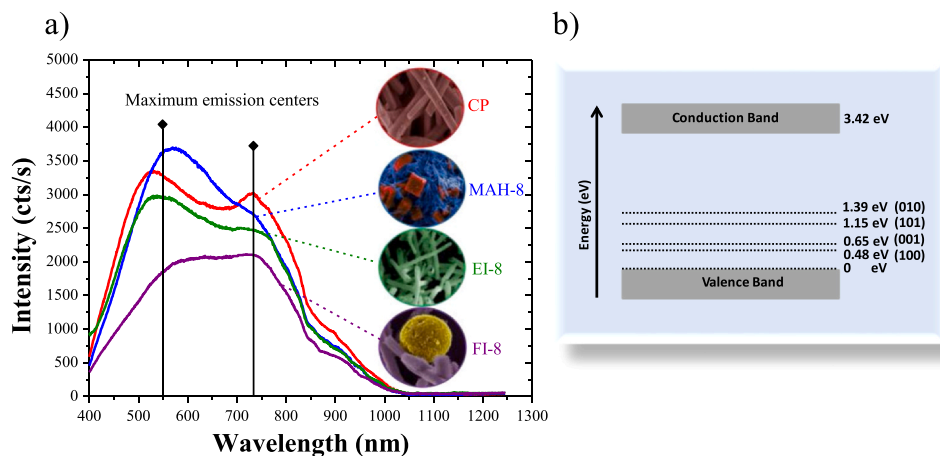 a)
5000
4500
4000
3500
3000
2500
2000
1500
1000
500
0
Intensity (cts/s)
400 500 600 700 800 900 1000 1100 1200 1300
Wavelength (nm)
Maximum emission centers
CP
MAH-8
EI-8
FI-8
b)
Energy (eV)
Conduction Band
3.42 eV
1.39 eV (010)
1.15 eV (101)
0.65 eV (001)
0.48 eV (100)
0 eV
Valence Band